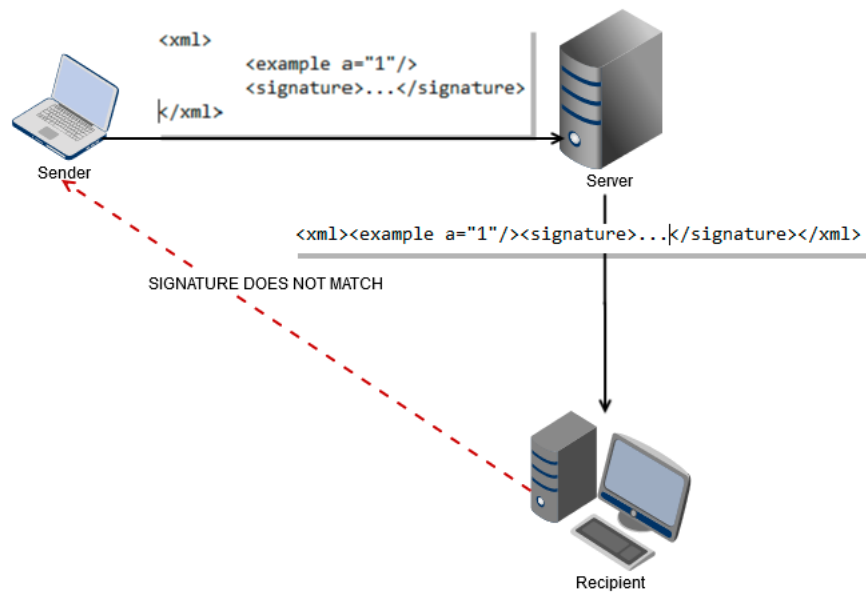 <xml>
<example a="1"/>
<signature>...</signature>
</xml>
Sender
Server
<xml><example a="1"/><signature>...</signature></xml>
SIGNATURE DOES NOT MATCH
Recipient